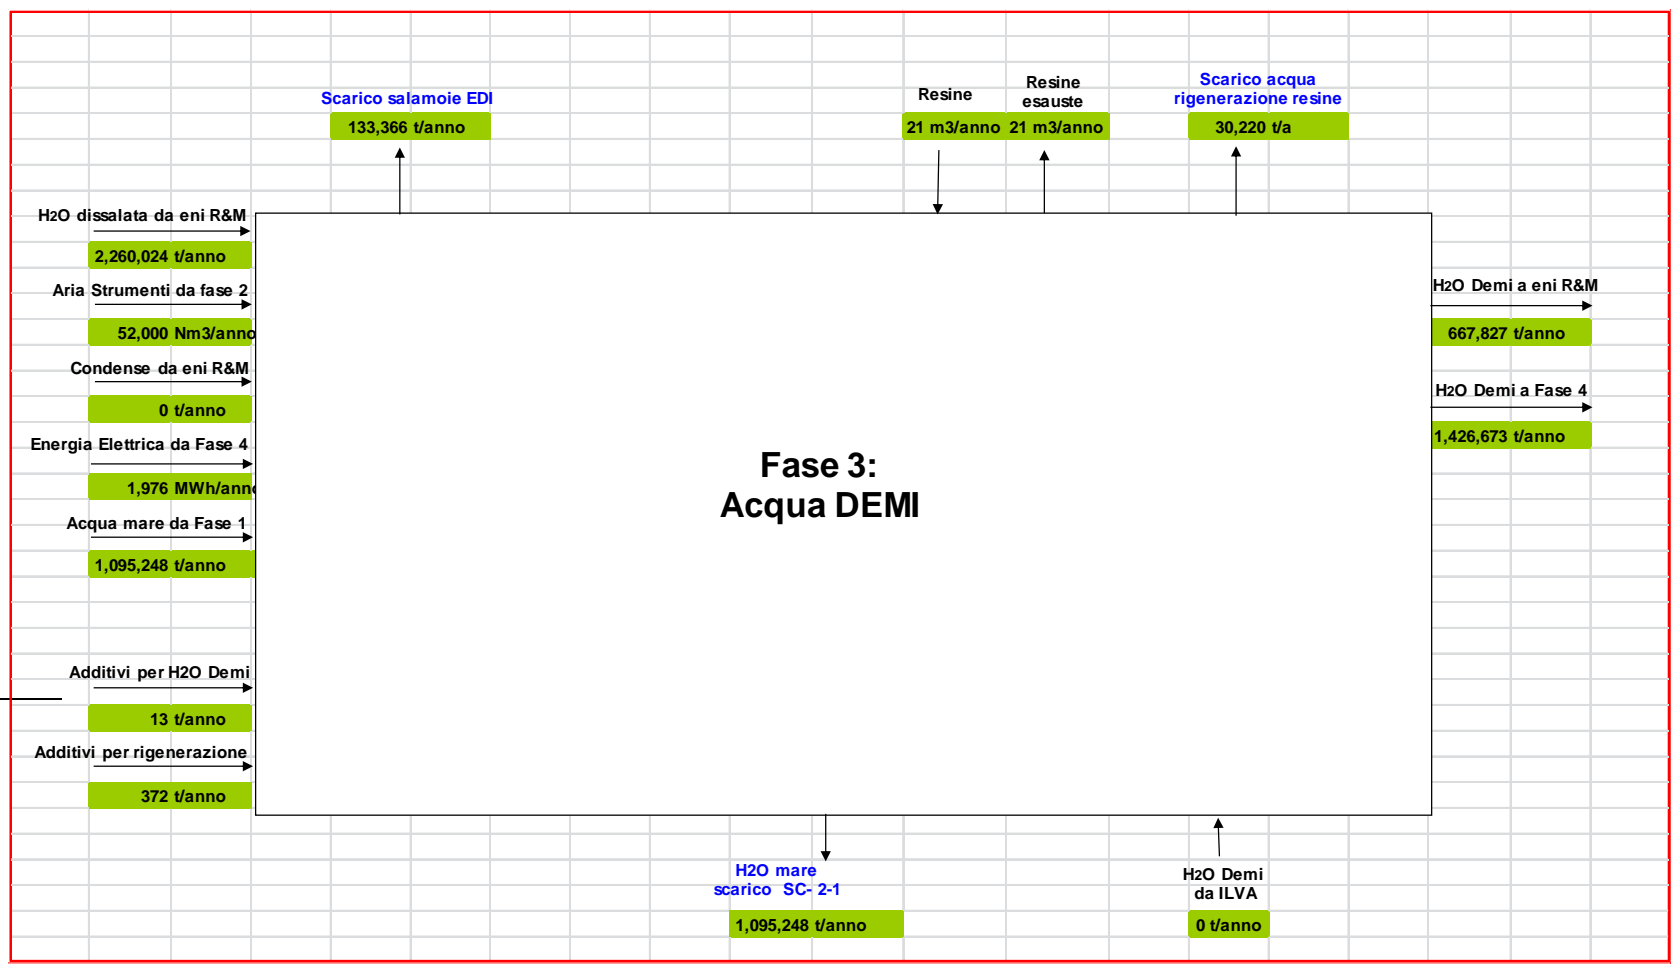 Scarico salamoie EDI
133,366 t/anno
Resine
21 m3/anno
Resine
esauste
21 m3/anno
Scarico acqua
rigenerazione resine
30,220 t/a
H2O dissalata da eni R&M
2,260,024 t/anno
Aria Strumenti da fase 2
52,000 Nm3/anno
Condense da eni R&M
0 t/anno
Energia Elettrica da Fase 4
1,976 MWh/anno
Acqua mare da Fase 1
1,095,248 t/anno
Additivi per H2O Demi
13 t/anno
Additivi per rigenerazione
372 t/anno
Fase 3:
Acqua DEMI
H2O Demi a eni R&M
667,827 t/anno
H2O Demi a Fase 4
1,426,673 t/anno
H2O mare
scarico SC- 2-1
1,095,248 t/anno
H2O Demi
da ILVA
0 t/anno